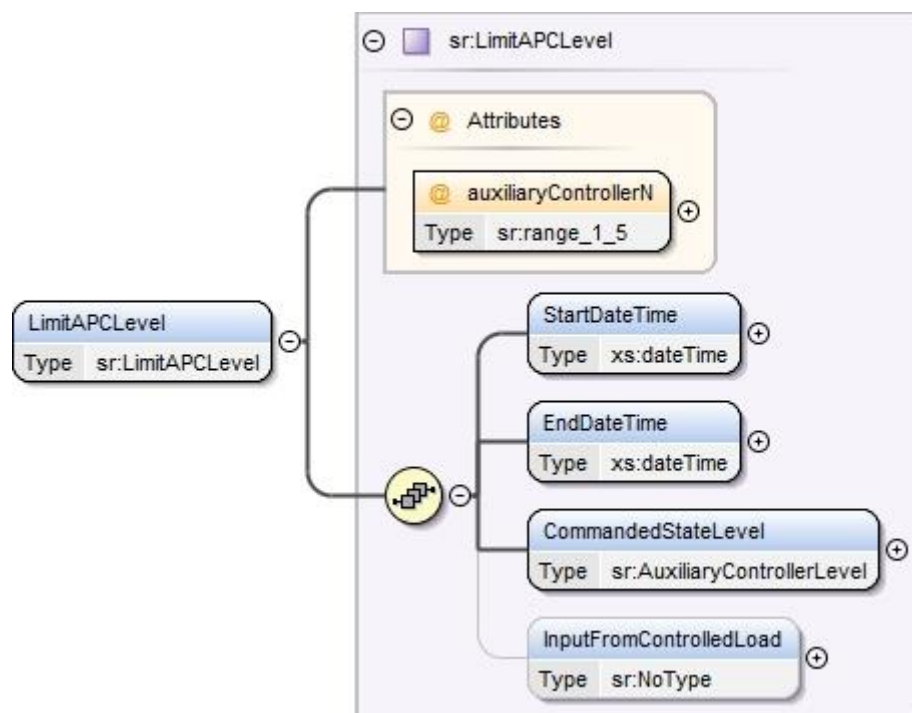 sr:LimitAPCLevel
@ Attributes
@ auxiliaryControllerN
Type sr:range_1_5
LimitAPCLevel
Type sr:LimitAPCLevel
StartDateTime
Type xs:dateTime
EndDateTime
Type xs:dateTime
CommandedStateLevel
Type sr:AuxiliaryControllerLevel
InputFromControlledLoad
Type sr:NoType